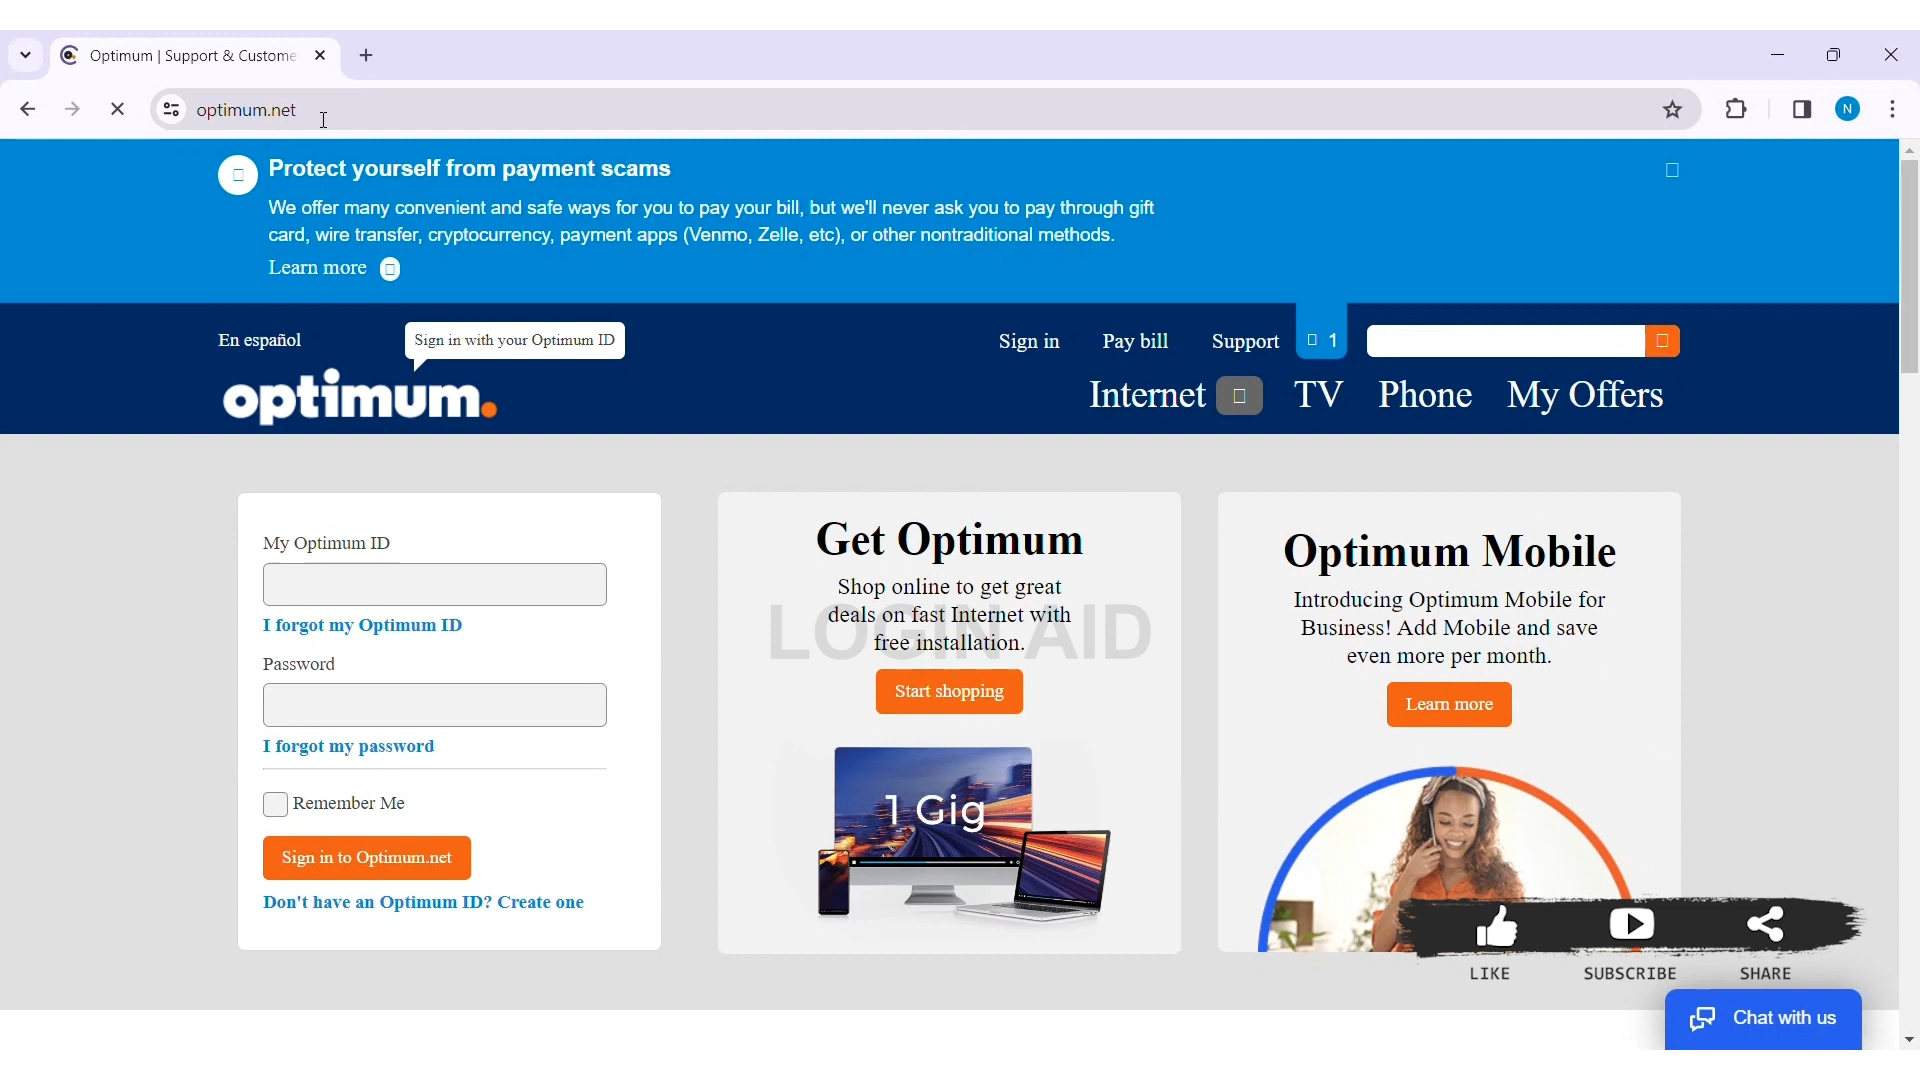 Optimum | Support & Custome
optimum.net
N
Protect yourself from payment scams
We offer many convenient and safe ways for you to pay your bill, but we'll never ask you to pay through gift
card, wire transfer, cryptocurrency, payment apps (Venmo, Zelle, etc), or other nontraditional methods.
Learn more
En español
Sign in with your Optimum ID
Sign in
Pay bill
Support
1
optimum.
Internet
TV
Phone
My Offers
My Optimum ID
I forgot my Optimum ID
Password
I forgot my password
Remember Me
Sign in to Optimum.net
Don't have an Optimum ID? Create one
Get Optimum
Shop online to get great
deals on fast Internet with
free installation.
LOGIN AID
Start shopping
1 Gig
Optimum Mobile
Introducing Optimum Mobile for
Business! Add Mobile and save
even more per month.
Learn more
LIKE
SUBSCRIBE
SHARE
Chat with us